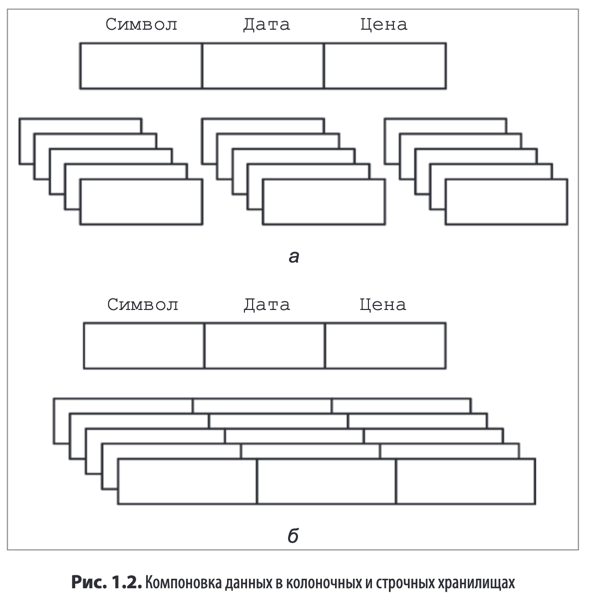 Символ Дата Цена
а
Символ Дата Цена
б
Рис. 1.2. Компоновка данных в колоночных и строчных хранилищах